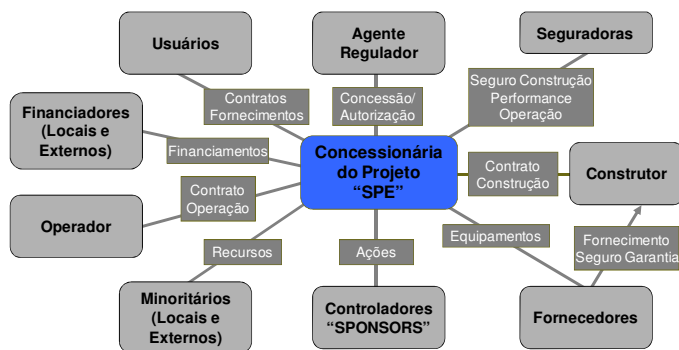 Usuários
Agente
Regulador
Seguradoras
Financiadores
(Locais e
Externos)
Contratos
Fornecimentos
Concessão/
Autorização
Seguro Construção
Performance
Operação
Financiamentos
Concessionária
do Projeto
“SPE”
Contrato
Construção
Construtor
Operador
Contrato
Operação
Recursos
Ações
Equipamentos
Fornecimento
Seguro Garantia
Minoritários
(Locais e
Externos)
Controladores
“SPONSORS”
Fornecedores